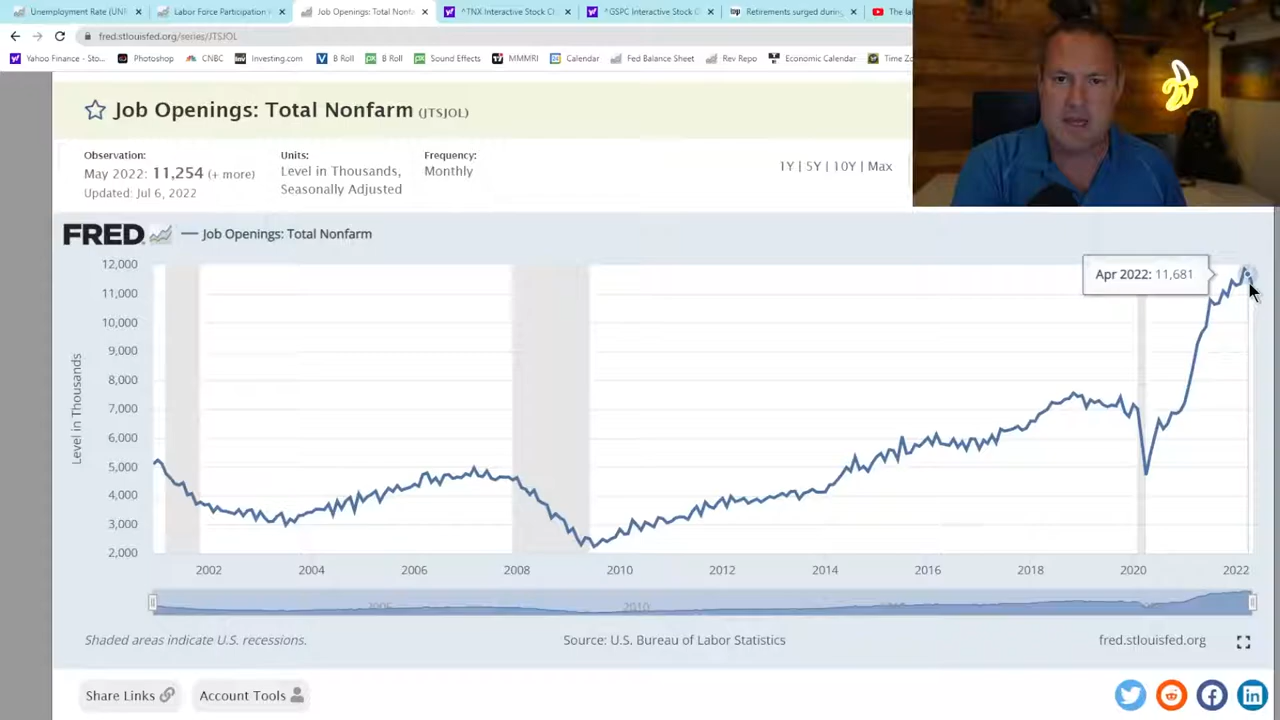 Unemployment Rate (UN
Labor Force Participation
Job Openings: Total Nonfa
^TNX Interactive Stock C
^GSPC Interactive Stock C
Retirements surged during
The la
fred.stlouisfed.org/series/JTSJOL
Yahoo Finance - Sto...
Photoshop
CNBC
Investing.com
B Roll
B Roll
Sound Effects
MMMRI
Calendar
Fed Balance Sheet
Rev Repo
Economic Calendar
Time Zo
Job Openings: Total Nonfarm (JTSJOL)
Observation:
May 2022: 11,254 (+ more)
Updated: Jul 6, 2022
Units:
Level in Thousands,
Seasonally Adjusted
Frequency:
Monthly
1Y | 5Y | 10Y | Max
FRED
Job Openings: Total Nonfarm
Apr 2022: 11,681
Level in Thousands
12,000
11,000
10,000
9,000
8,000
7,000
6,000
5,000
4,000
3,000
2,000
2002 2004 2006 2008 2010 2012 2014 2016 2018 2020 2022
2010
Shaded areas indicate U.S. recessions.
Source: U.S. Bureau of Labor Statistics
fred.stlouisfed.org
Share Links
Account Tools